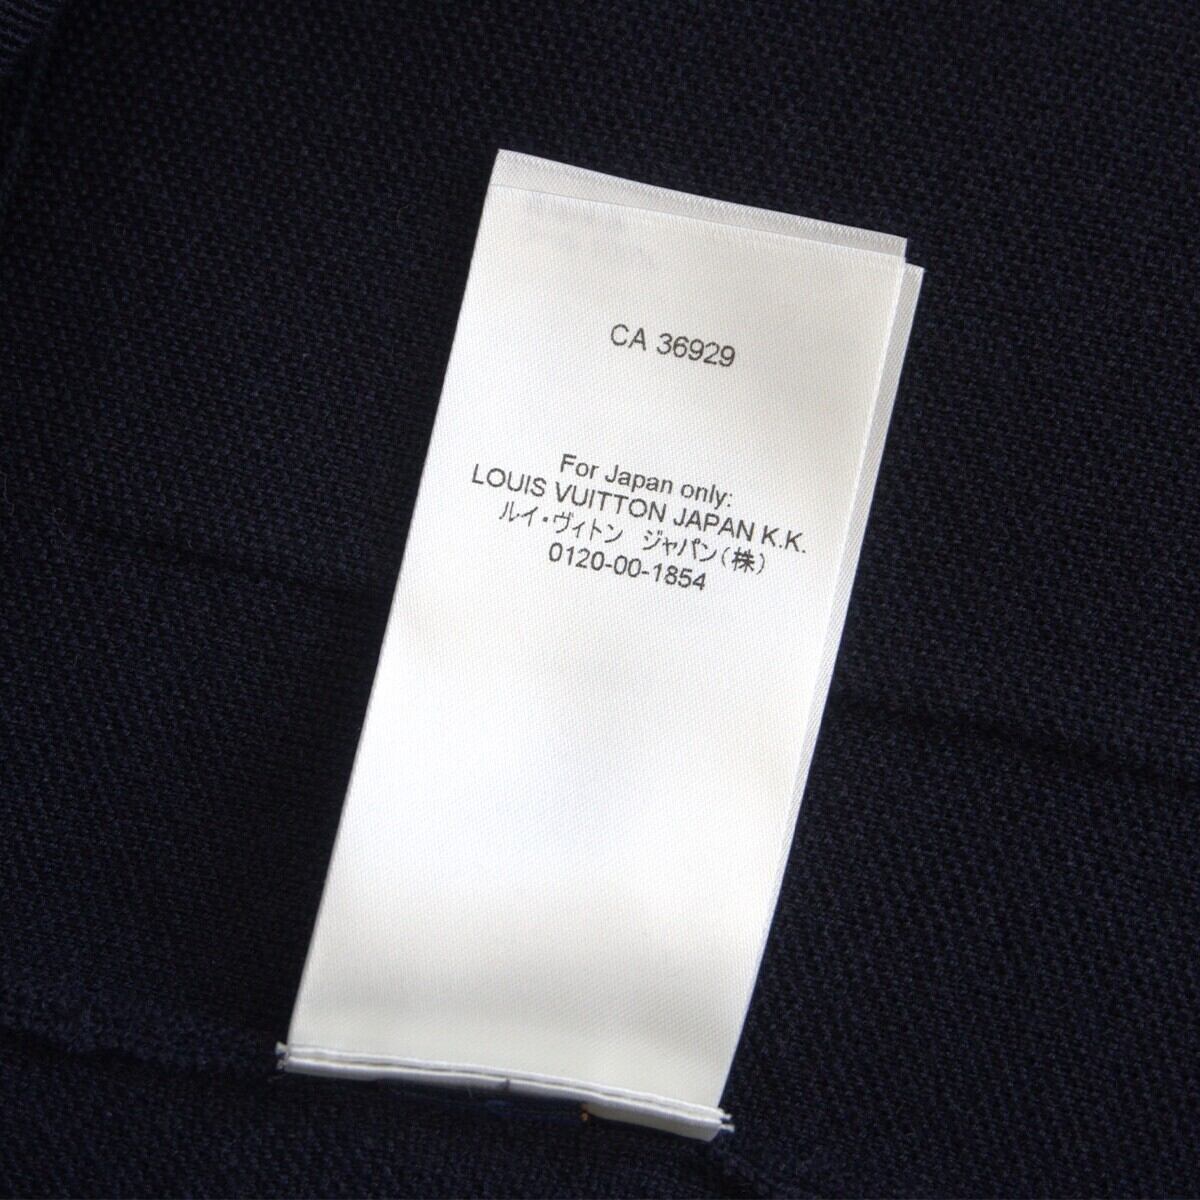 CA 36929
For Japan only:
LOUIS VUITTON JAPAN K.K.
ルイ・ヴィトン ジャパン(株)
0120-00-1854